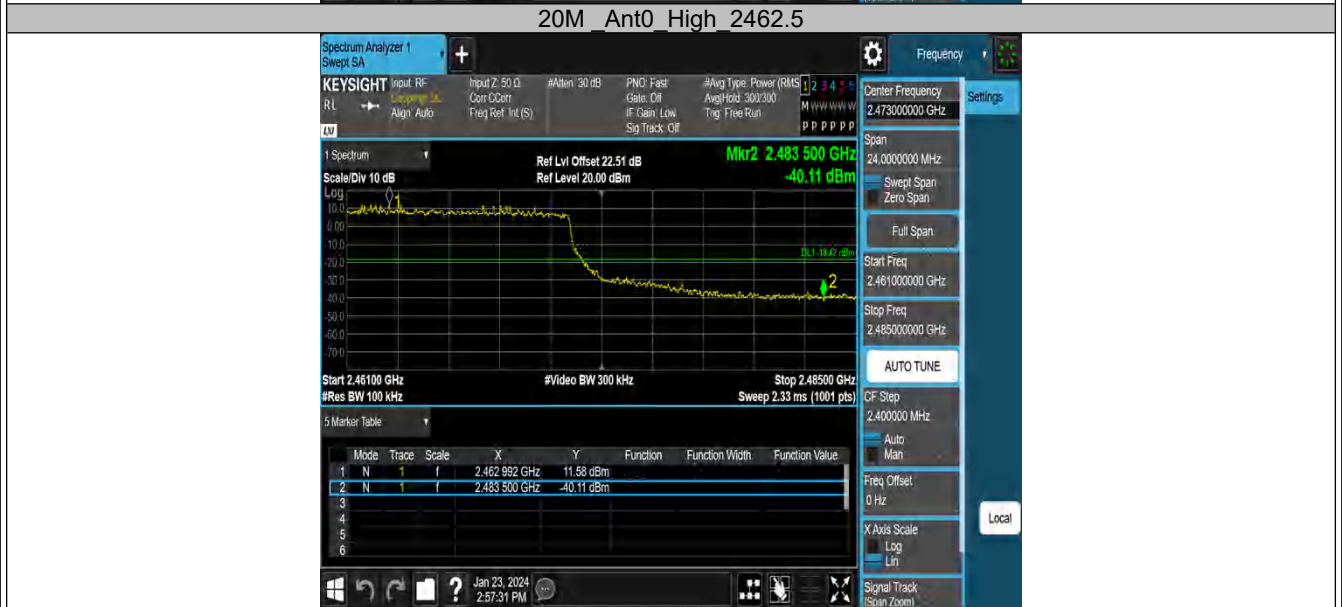 20M _Ant0_High_2462.5
Spectrum Analyzer 1
Swept SA
+
Frequency
KEYSIGHT
RL
LXI
Input: RF
Align: Auto
Input Z: 50 Ω
Corr CCorr
Freq Ref: Int (S)
#Atten: 30 dB
PNO: Fast
Gate: Off
IF Gain: Low
Sig Track: Off
#Avg Type: Power (RMS
Avg|Hold: 300/300
Trig: Free Run
1 2 3 4 5 6
M W W W W W
P P P P P P
Center Frequency
2.473000000 GHz
Settings
Span
24.0000000 MHz
Swept Span
Zero Span
Full Span
Start Freq
2.461000000 GHz
Stop Freq
2.485000000 GHz
AUTO TUNE
CF Step
2.400000 MHz
Auto
Man
Freq Offset
0 Hz
X Axis Scale
Log
Lin
Signal Track
(Span Zoom)
Local
1 Spectrum
Scale/Div 10 dB
Ref Lvl Offset 22.51 dB
Ref Level 20.00 dBm
Mkr2 2.483 500 GHz
-40.11 dBm
Log
10.0
0.00
-10.0
-20.0
-30.0
-40.0
-50.0
-60.0
-70.0
1
2
Start 2.46100 GHz
#Res BW 100 kHz
#Video BW 300 kHz
Stop 2.48500 GHz
Sweep 2.33 ms (1001 pts)
5 Marker Table
Mode Trace Scale X Y Function Function Width Function Value
1 N 1 f 2.462 992 GHz 11.58 dBm
2 N 1 f 2.483 500 GHz -40.11 dBm
3
4
5
6
?
Jan 23, 2024
2:57:31 PM